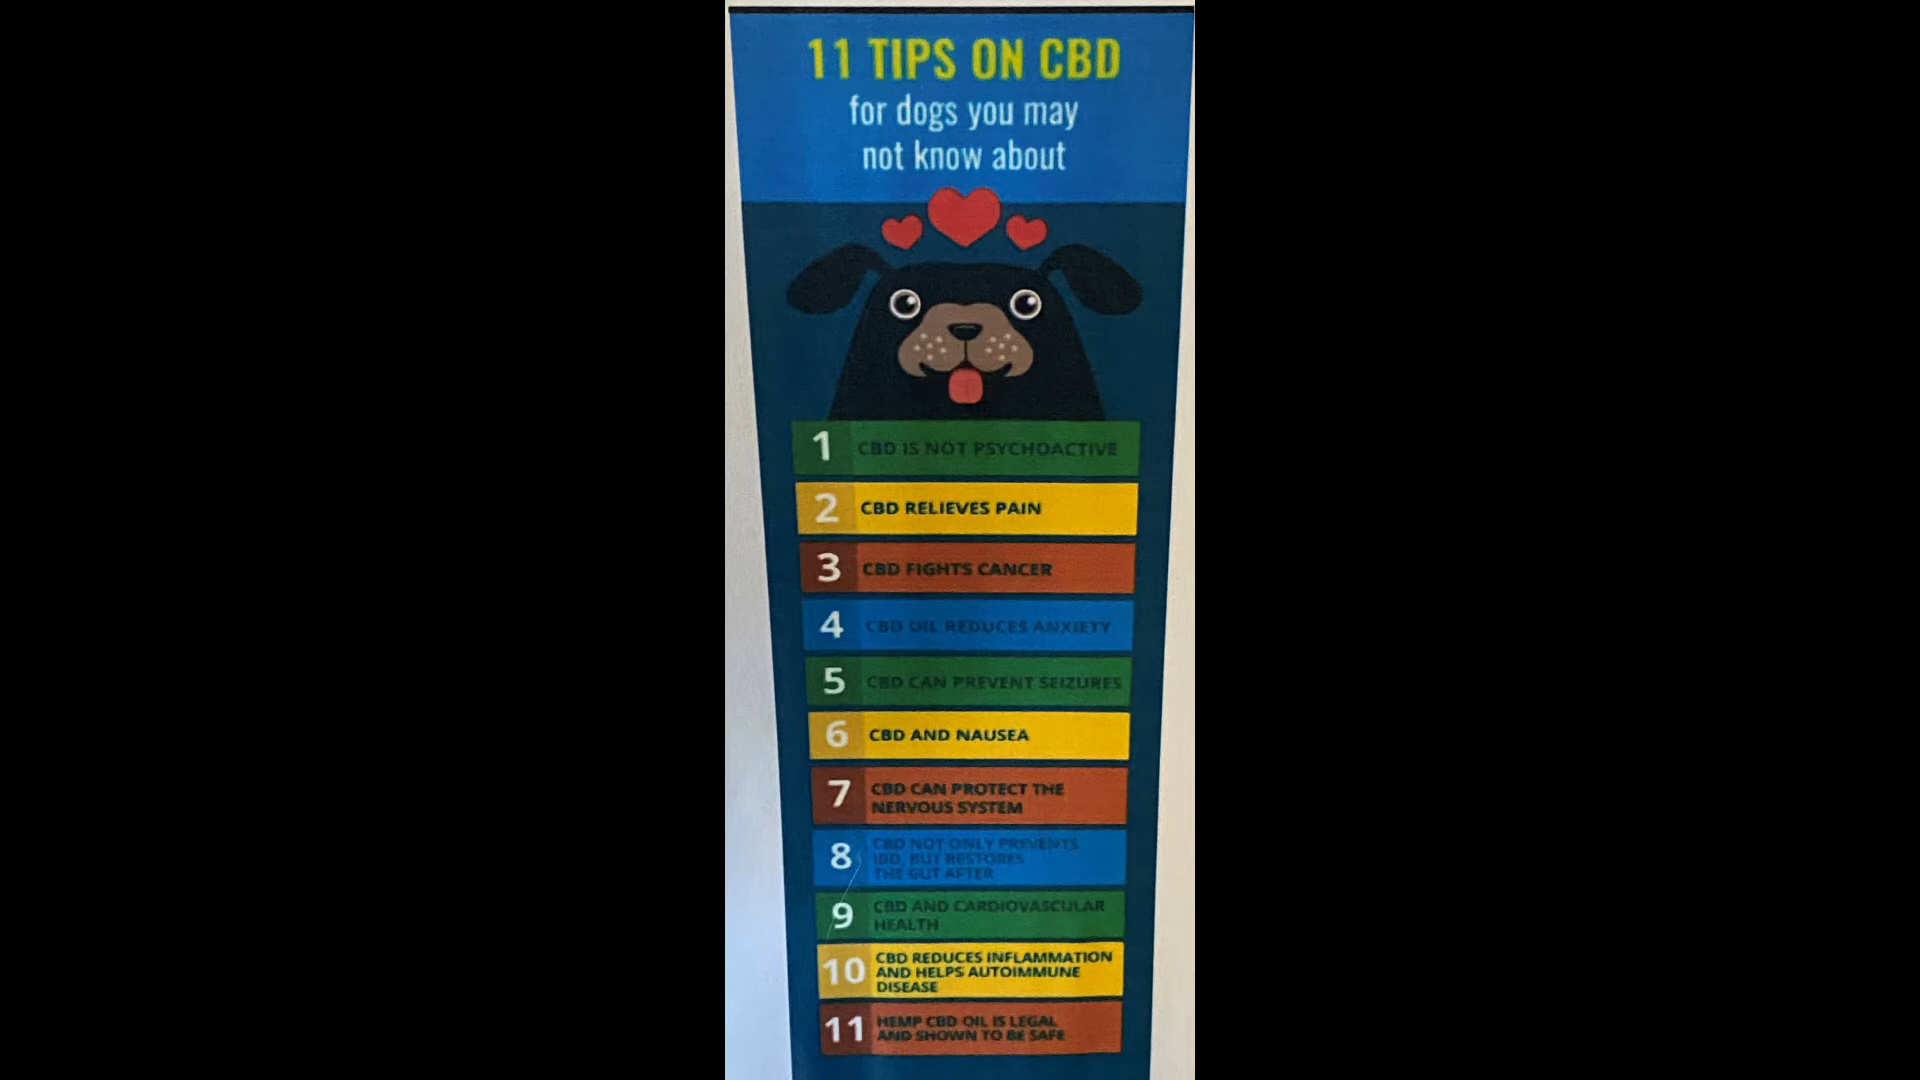 11 TIPS ON CBD
for dogs you may
not know about
1 CBD IS NOT PSYCHOACTIVE
2 CBD RELIEVES PAIN
3 CBD FIGHTS CANCER
4 CBD OIL REDUCES ANXIETY
5 CBD CAN PREVENT SEIZURES
6 CBD AND NAUSEA
7 CBD CAN PROTECT THE
NERVOUS SYSTEM
8 CBD NOT ONLY PREVENTS
IBD, BUT RESTORES
THE GUT AFTER
9 CBD AND CARDIOVASCULAR
HEALTH
10 CBD REDUCES INFLAMMATION
AND HELPS AUTOIMMUNE
DISEASE
11 HEMP CBD OIL IS LEGAL
AND SHOWN TO BE SAFE